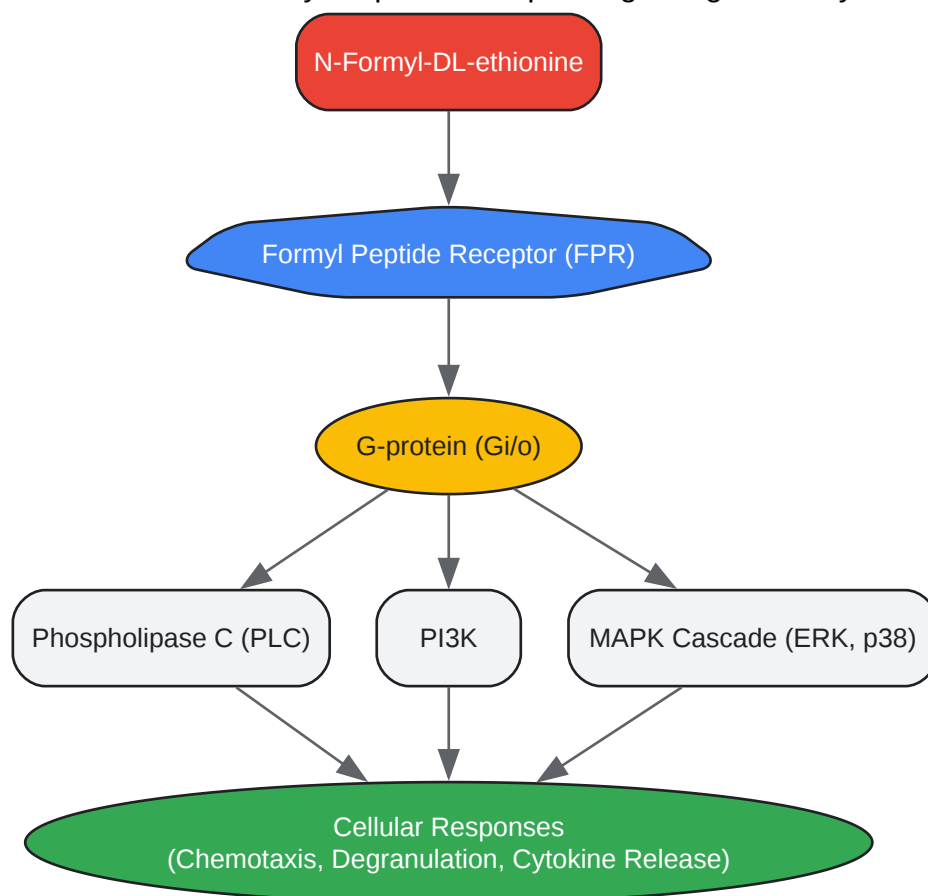 N-Formyl-DL-ethionine
Formyl Peptide Receptor (FPR)
G-protein (Gi/o)
Phospholipase C (PLC)
PI3K
MAPK Cascade (ERK, p38)
Cellular Responses
(Chemotaxis, Degranulation, Cytokine Release)